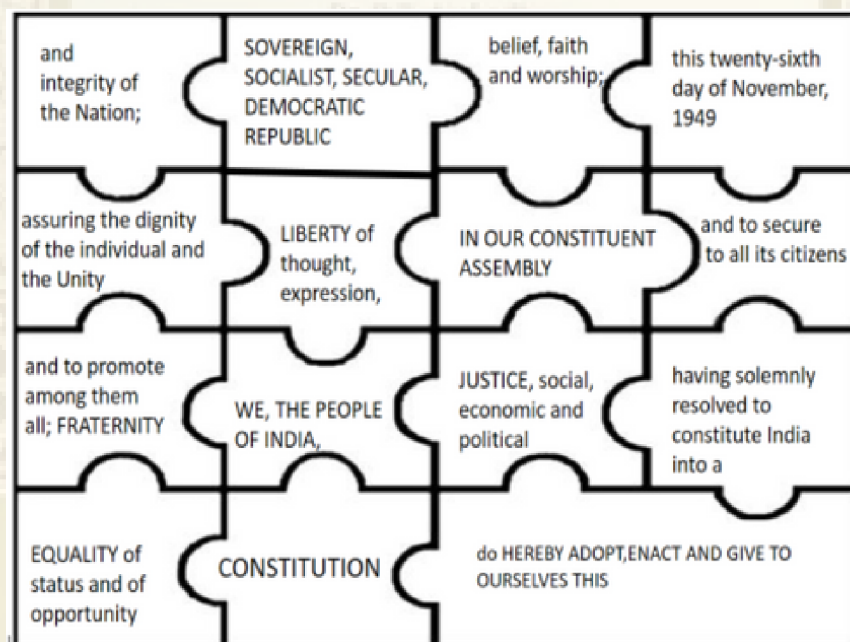 and
integrity of
the Nation;
SOVEREIGN,
SOCIALIST, SECULAR,
DEMOCRATIC
REPUBLIC
belief, faith
and worship;
this twenty-sixth
day of November,
1949
assuring the dignity
of the individual and
the Unity
LIBERTY of
thought,
expression,
IN OUR CONSTITUENT
ASSEMBLY
and to secure
to all its citizens
and to promote
among them
all; FRATERNITY
WE, THE PEOPLE
OF INDIA,
JUSTICE, social,
economic and
political
having solemnly
resolved to
constitute India
into a
EQUALITY of
status and of
opportunity
CONSTITUTION
do HEREBY ADOPT,ENACT AND GIVE TO
OURSELVES THIS